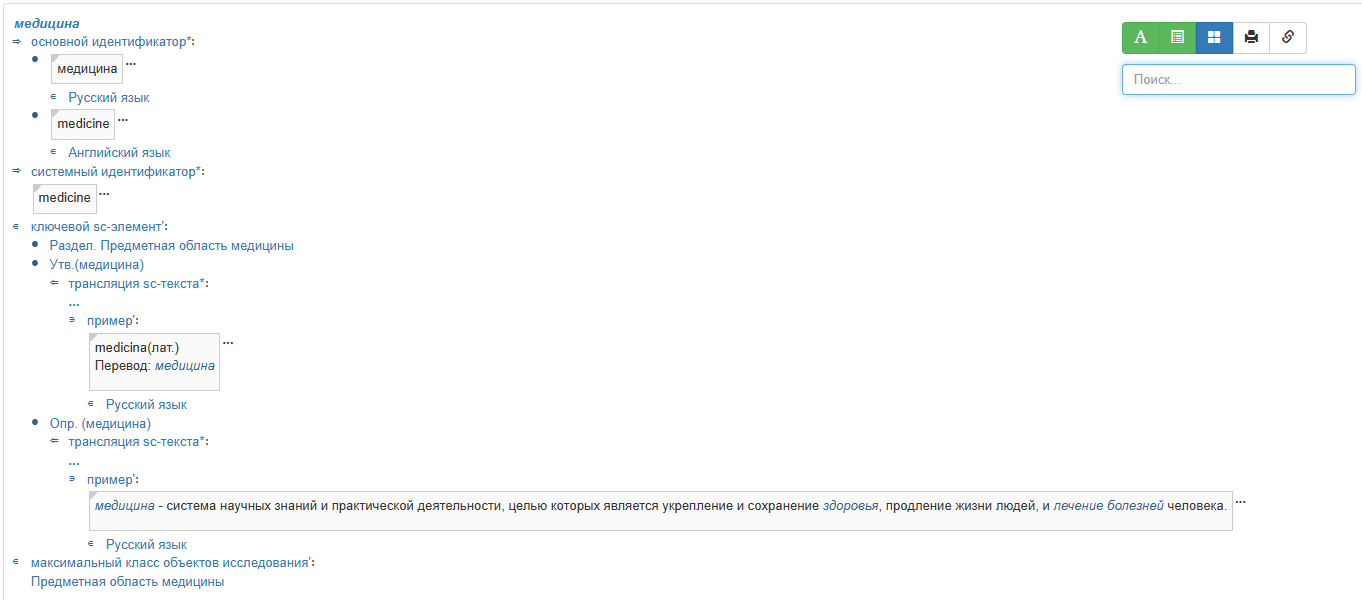 медицина
⇒ основной идентификатор*:
• медицина ...
∈ Русский язык
• medicine ...
∈ Английский язык
⇒ системный идентификатор*:
medicine ...
∈ ключевой sc-элемент':
• Раздел. Предметная область медицины
• Утв.(медицина)
⇐ трансляция sc-текста*:
...
∋ пример':
medicina(лат.) ...
Перевод: медицина
∈ Русский язык
• Опр. (медицина)
⇐ трансляция sc-текста*:
...
∋ пример':
медицина - система научных знаний и практической деятельности, целью которых является укрепление и сохранение здоровья, продление жизни людей, и лечение болезней человека. ...
∈ Русский язык
∈ максимальный класс объектов исследования':
Предметная область медицины
A
Поиск...